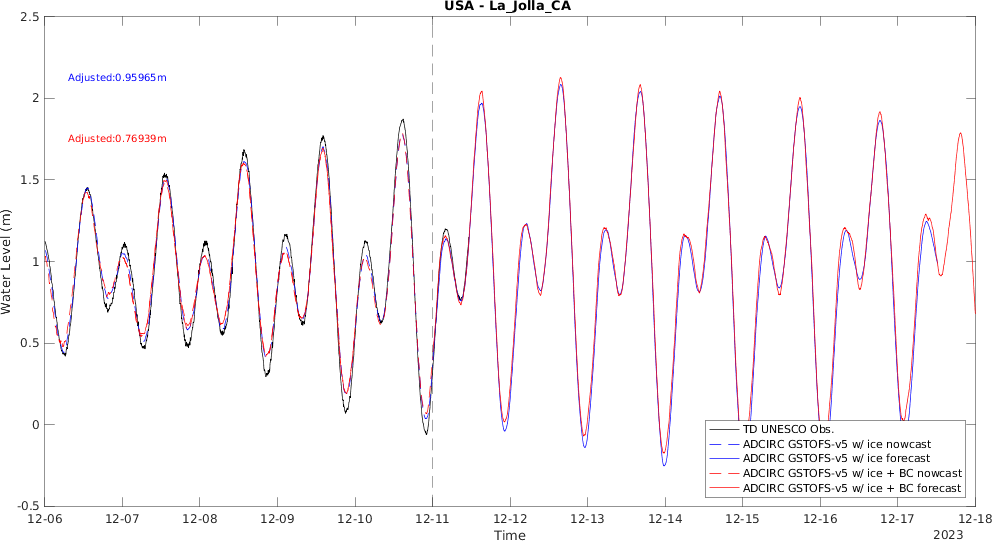 USA - La_Jolla_CA
2.5
2
1.5
1
0.5
0
-0.5
Water Level (m)
Adjusted:0.95965m
Adjusted:0.76939m
TD UNESCO Obs.
ADCIRC GSTOFS-v5 w/ ice nowcast
ADCIRC GSTOFS-v5 w/ ice forecast
ADCIRC GSTOFS-v5 w/ ice + BC nowcast
ADCIRC GSTOFS-v5 w/ ice + BC forecast
12-06 12-07 12-08 12-09 12-10 12-11 12-12 12-13 12-14 12-15 12-16 12-17 12-18
Time
2023